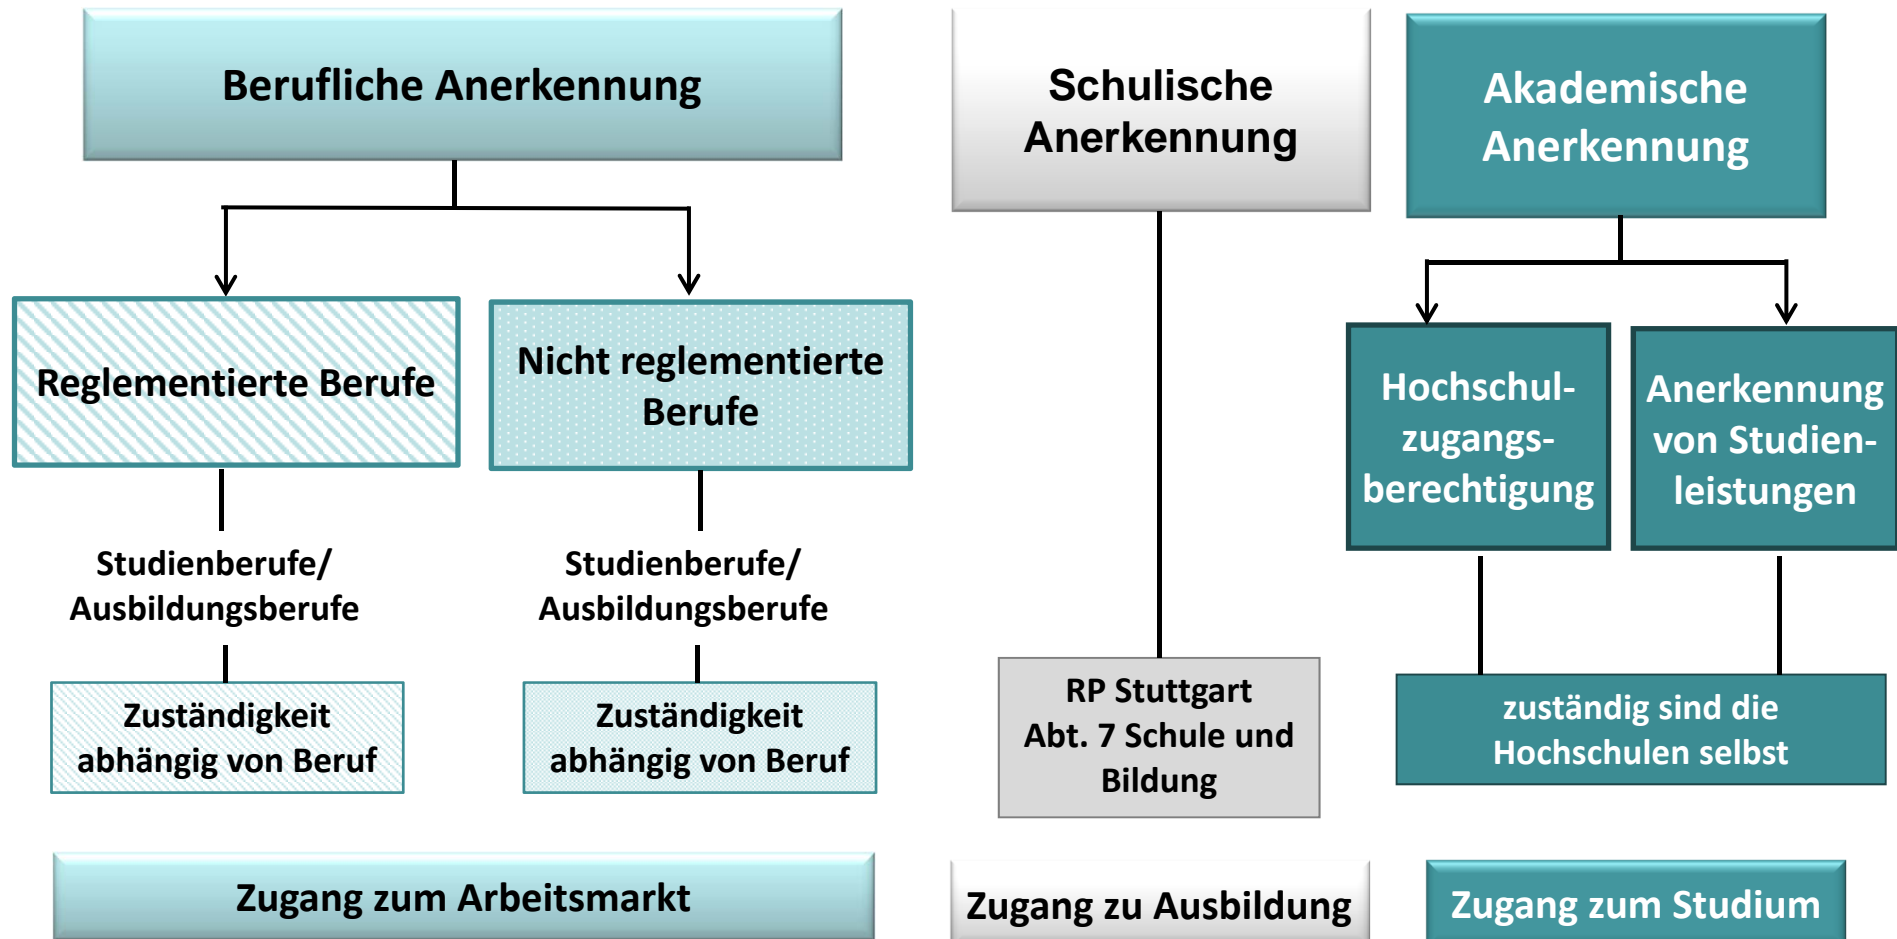 Berufliche Anerkennung
Schulische
Anerkennung
Akademische
Anerkennung
Reglementierte Berufe
Nicht reglementierte
Berufe
Hochschul-
zugangs-
berechtigung
Anerkennung
von Studien-
leistungen
Studienberufe/
Ausbildungsberufe
Studienberufe/
Ausbildungsberufe
Zuständigkeit
abhängig von Beruf
Zuständigkeit
abhängig von Beruf
RP Stuttgart
Abt. 7 Schule und
Bildung
zuständig sind die
Hochschulen selbst
Zugang zum Arbeitsmarkt
Zugang zu Ausbildung
Zugang zum Studium